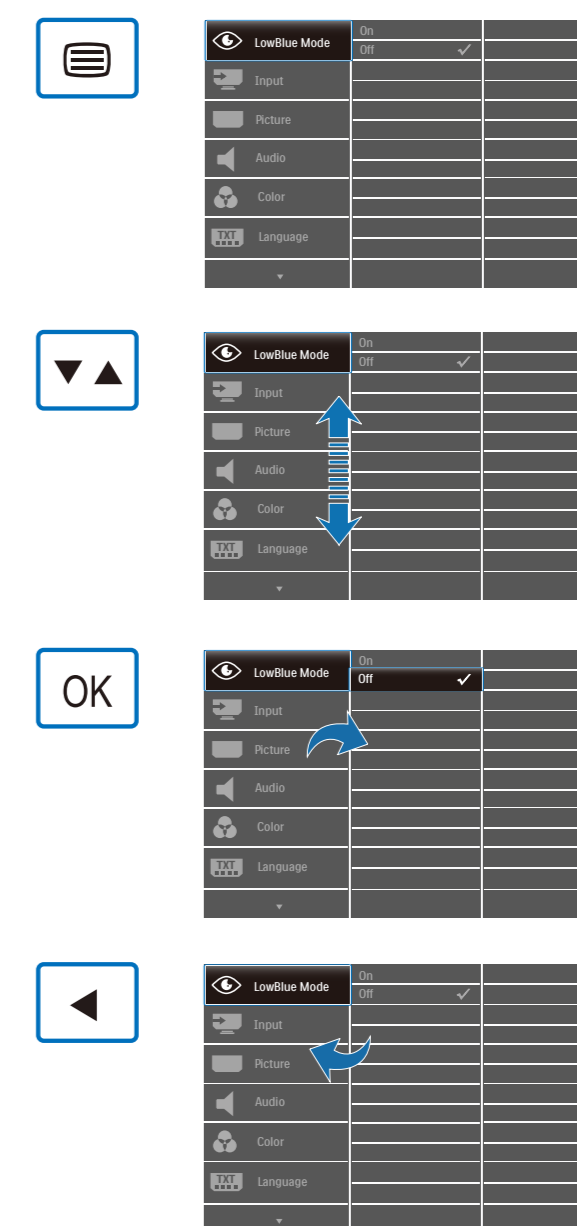 LowBlue Mode
On
Off
Input
Picture
Audio
Color
TXT
Language
LowBlue Mode
On
Off
Input
Picture
Audio
Color
TXT
Language
OK
LowBlue Mode
On
Off
Input
Picture
Audio
Color
TXT
Language
LowBlue Mode
On
Off
Input
Picture
Audio
Color
TXT
Language